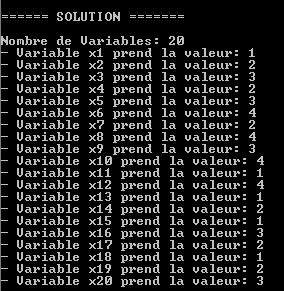 ====== SOLUTION =======
Nombre de Variables: 20
- Variable x1 prend la valeur: 1
- Variable x2 prend la valeur: 2
- Variable x3 prend la valeur: 3
- Variable x4 prend la valeur: 2
- Variable x5 prend la valeur: 3
- Variable x6 prend la valeur: 4
- Variable x7 prend la valeur: 2
- Variable x8 prend la valeur: 4
- Variable x9 prend la valeur: 3
- Variable x10 prend la valeur: 4
- Variable x11 prend la valeur: 1
- Variable x12 prend la valeur: 4
- Variable x13 prend la valeur: 1
- Variable x14 prend la valeur: 2
- Variable x15 prend la valeur: 1
- Variable x16 prend la valeur: 3
- Variable x17 prend la valeur: 2
- Variable x18 prend la valeur: 1
- Variable x19 prend la valeur: 2
- Variable x20 prend la valeur: 3